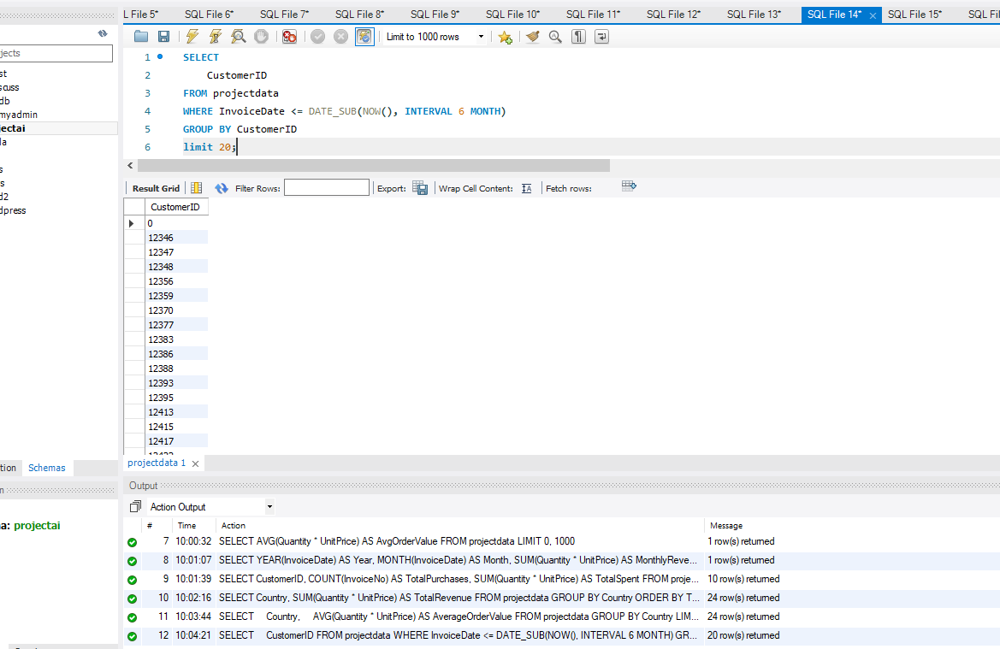 L File 5* SQL File 6* SQL File 7* SQL File 8* SQL File 9* SQL File 10* SQL File 11* SQL File 12* SQL File 13* SQL File 14* SQL File 15* SQL Fi
Limit to 1000 rows
jects
st
scuss
db
myadmin
jectai
la
s
s
d2
dpress
tion Schemas
n
a: projectai
1 SELECT
2 CustomerID
3 FROM projectdata
4 WHERE InvoiceDate <= DATE_SUB(NOW(), INTERVAL 6 MONTH)
5 GROUP BY CustomerID
6 limit 20;
Result Grid Filter Rows: Export: Wrap Cell Content: Fetch rows:
CustomerID
0
12346
12347
12348
12356
12359
12370
12377
12383
12386
12388
12393
12395
12413
12415
12417
projectdata 1
Output
Action Output
# Time Action Message
7 10:00:32 SELECT AVG(Quantity * UnitPrice) AS AvgOrderValue FROM projectdata LIMIT 0, 1000 1 row(s) returned
8 10:01:07 SELECT YEAR(InvoiceDate) AS Year, MONTH(InvoiceDate) AS Month, SUM(Quantity * UnitPrice) AS MonthlyReve... 1 row(s) returned
9 10:01:39 SELECT CustomerID, COUNT(InvoiceNo) AS TotalPurchases, SUM(Quantity * UnitPrice) AS TotalSpent FROM proje... 10 row(s) returned
10 10:02:16 SELECT Country, SUM(Quantity * UnitPrice) AS TotalRevenue FROM projectdata GROUP BY Country ORDER BY T... 24 row(s) returned
11 10:03:44 SELECT Country, AVG(Quantity * UnitPrice) AS AverageOrderValue FROM projectdata GROUP BY Country LIM... 24 row(s) returned
12 10:04:21 SELECT CustomerID FROM projectdata WHERE InvoiceDate <= DATE_SUB(NOW(), INTERVAL 6 MONTH) GR... 20 row(s) returned